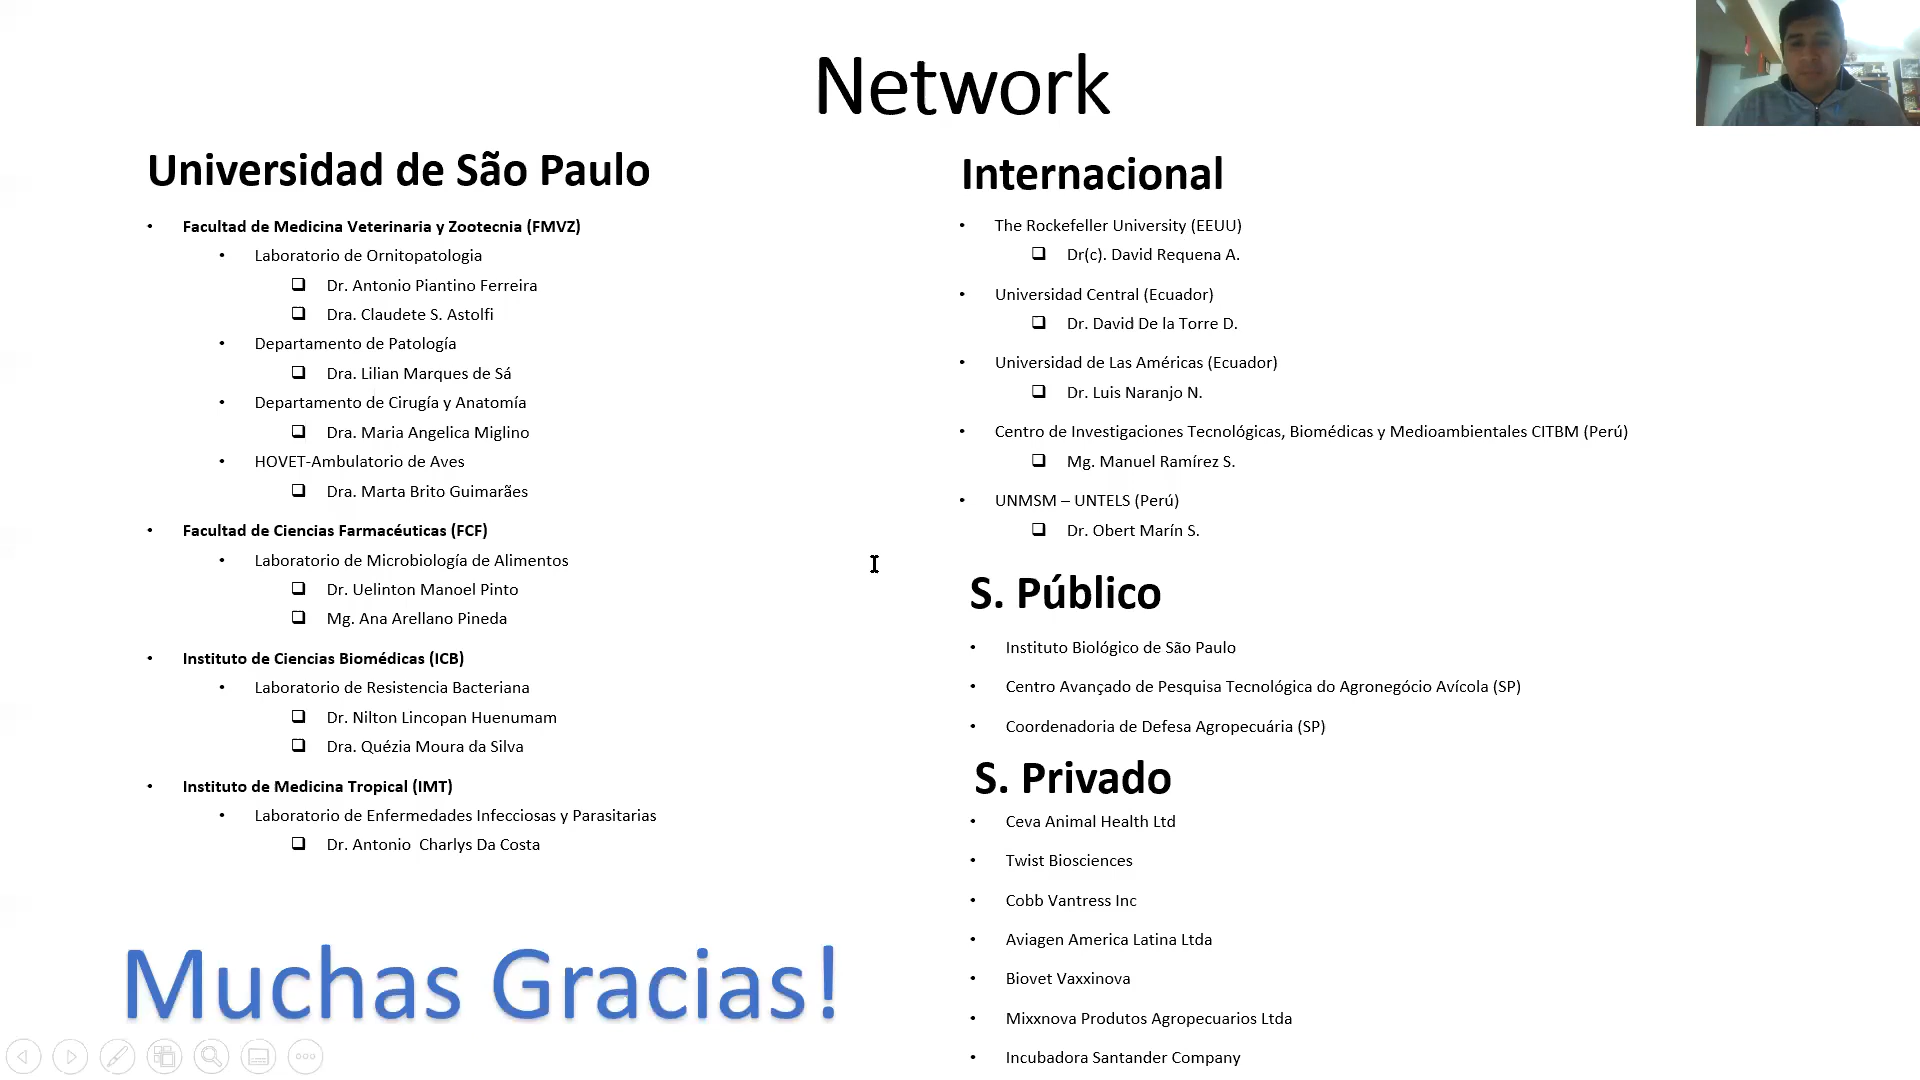 Network
Universidad de São Paulo
• Facultad de Medicina Veterinaria y Zootecnia (FMVZ)
• Laboratorio de Ornitopatologia
❑ Dr. Antonio Piantino Ferreira
❑ Dra. Claudete S. Astolfi
• Departamento de Patología
❑ Dra. Lilian Marques de Sá
• Departamento de Cirugía y Anatomía
❑ Dra. Maria Angelica Miglino
• HOVET-Ambulatorio de Aves
❑ Dra. Marta Brito Guimarães
• Facultad de Ciencias Farmacéuticas (FCF)
• Laboratorio de Microbiología de Alimentos
❑ Dr. Uelinton Manoel Pinto
❑ Mg. Ana Arellano Pineda
• Instituto de Ciencias Biomédicas (ICB)
• Laboratorio de Resistencia Bacteriana
❑ Dr. Nilton Lincopan Huenumam
❑ Dra. Quézia Moura da Silva
• Instituto de Medicina Tropical (IMT)
• Laboratorio de Enfermedades Infecciosas y Parasitarias
❑ Dr. Antonio  Charlys Da Costa
Muchas Gracias!
Internacional
• The Rockefeller University (EEUU)
❑ Dr(c). David Requena A.
• Universidad Central (Ecuador)
❑ Dr. David De la Torre D.
• Universidad de Las Américas (Ecuador)
❑ Dr. Luis Naranjo N.
• Centro de Investigaciones Tecnológicas, Biomédicas y Medioambientales CITBM (Perú)
❑ Mg. Manuel Ramírez S.
• UNMSM – UNTELS (Perú)
❑ Dr. Obert Marín S.
S. Público
• Instituto Biológico de São Paulo
• Centro Avançado de Pesquisa Tecnológica do Agronegócio Avícola (SP)
• Coordenadoria de Defesa Agropecuária (SP)
S. Privado
• Ceva Animal Health Ltd
• Twist Biosciences
• Cobb Vantress Inc
• Aviagen America Latina Ltda
• Biovet Vaxxinova
• Mixxnova Produtos Agropecuarios Ltda
• Incubadora Santander Company